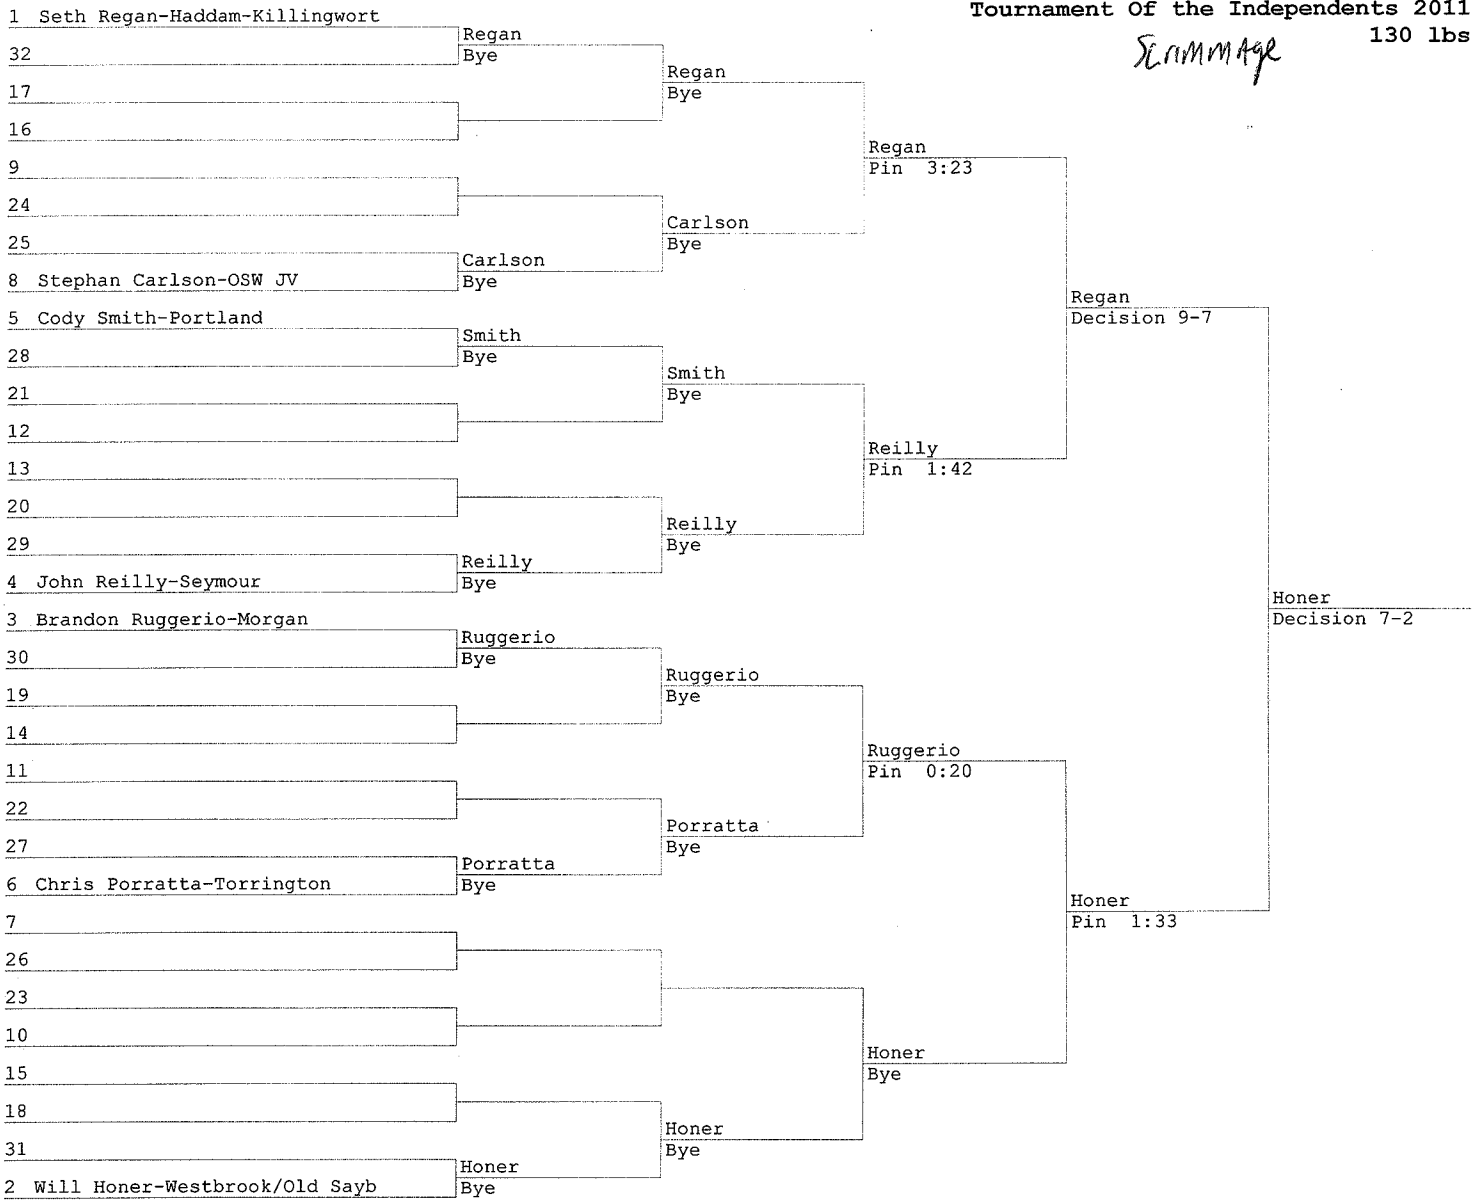 Tournament Of the Independents 2011
130 lbs
1 Seth Regan-Haddam-Killingwort
Regan
32
Bye
Regan
17
Bye
16
Regan
9
Pin 3:23
24
Carlson
25
Bye
Carlson
8 Stephan Carlson-OSW JV
Bye
Regan
5 Cody Smith-Portland
Decision 9-7
Smith
28
Bye
Smith
21
Bye
12
Reilly
13
Pin 1:42
20
Reilly
29
Bye
Reilly
4 John Reilly-Seymour
Bye
Honer
3 Brandon Ruggerio-Morgan
Decision 7-2
Ruggerio
30
Bye
Ruggerio
19
Bye
14
Ruggerio
11
Pin 0:20
22
Porratta
27
Bye
Porratta
6 Chris Porratta-Torrington
Bye
Honer
7
Pin 1:33
26
23
10
Honer
15
Bye
18
Honer
31
Bye
Honer
2 Will Honer-Westbrook/Old Sayb
Bye